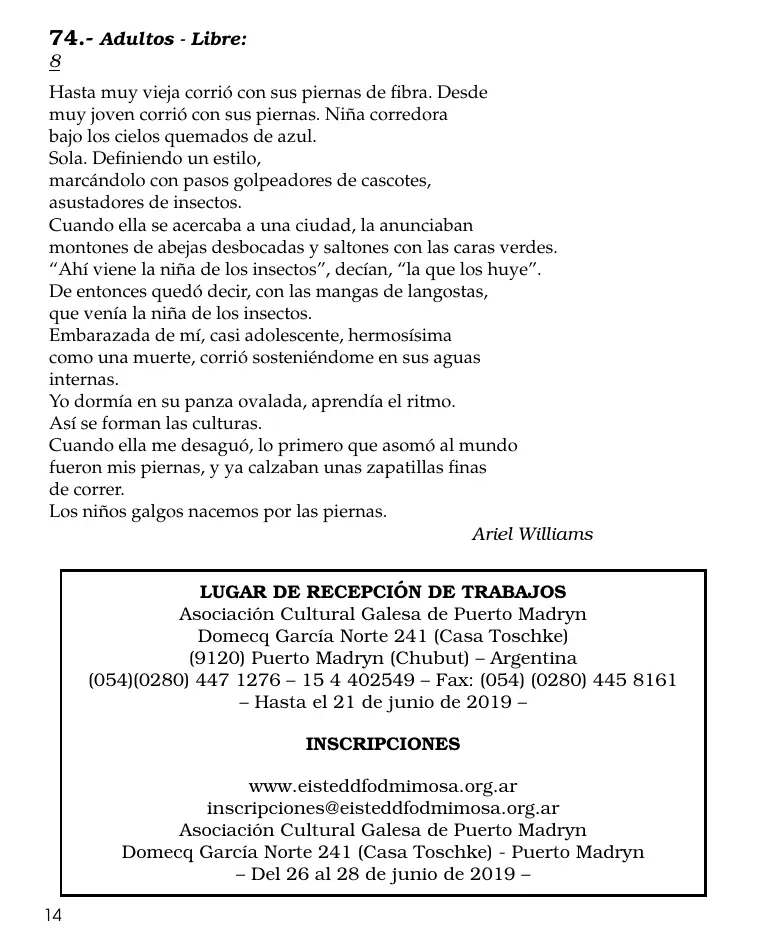 74.- Adultos - Libre:
8
Hasta muy vieja corrió con sus piernas de fibra. Desde
muy joven corrió con sus piernas. Niña corredora
bajo los cielos quemados de azul.
Sola. Definiendo un estilo,
marcándolo con pasos golpeadores de cascotes,
asustadores de insectos.
Cuando ella se acercaba a una ciudad, la anunciaban
montones de abejas desbocadas y saltones con las caras verdes.
“Ahí viene la niña de los insectos”, decían, “la que los huye”.
De entonces quedó decir, con las mangas de langostas,
que venía la niña de los insectos.
Embarazada de mí, casi adolescente, hermosísima
como una muerte, corrió sosteniéndome en sus aguas
internas.
Yo dormía en su panza ovalada, aprendía el ritmo.
Así se forman las culturas.
Cuando ella me desaguó, lo primero que asomó al mundo
fueron mis piernas, y ya calzaban unas zapatillas finas
de correr.
Los niños galgos nacemos por las piernas.
Ariel Williams
LUGAR DE RECEPCIÓN DE TRABAJOS
Asociación Cultural Galesa de Puerto Madryn
Domecq García Norte 241 (Casa Toschke)
(9120) Puerto Madryn (Chubut) – Argentina
(054)(0280) 447 1276 – 15 4 402549 – Fax: (054) (0280) 445 8161
– Hasta el 21 de junio de 2019 –
INSCRIPCIONES
www.eisteddfodmimosa.org.ar
inscripciones@eisteddfodmimosa.org.ar
Asociación Cultural Galesa de Puerto Madryn
Domecq García Norte 241 (Casa Toschke) - Puerto Madryn
– Del 26 al 28 de junio de 2019 –
14